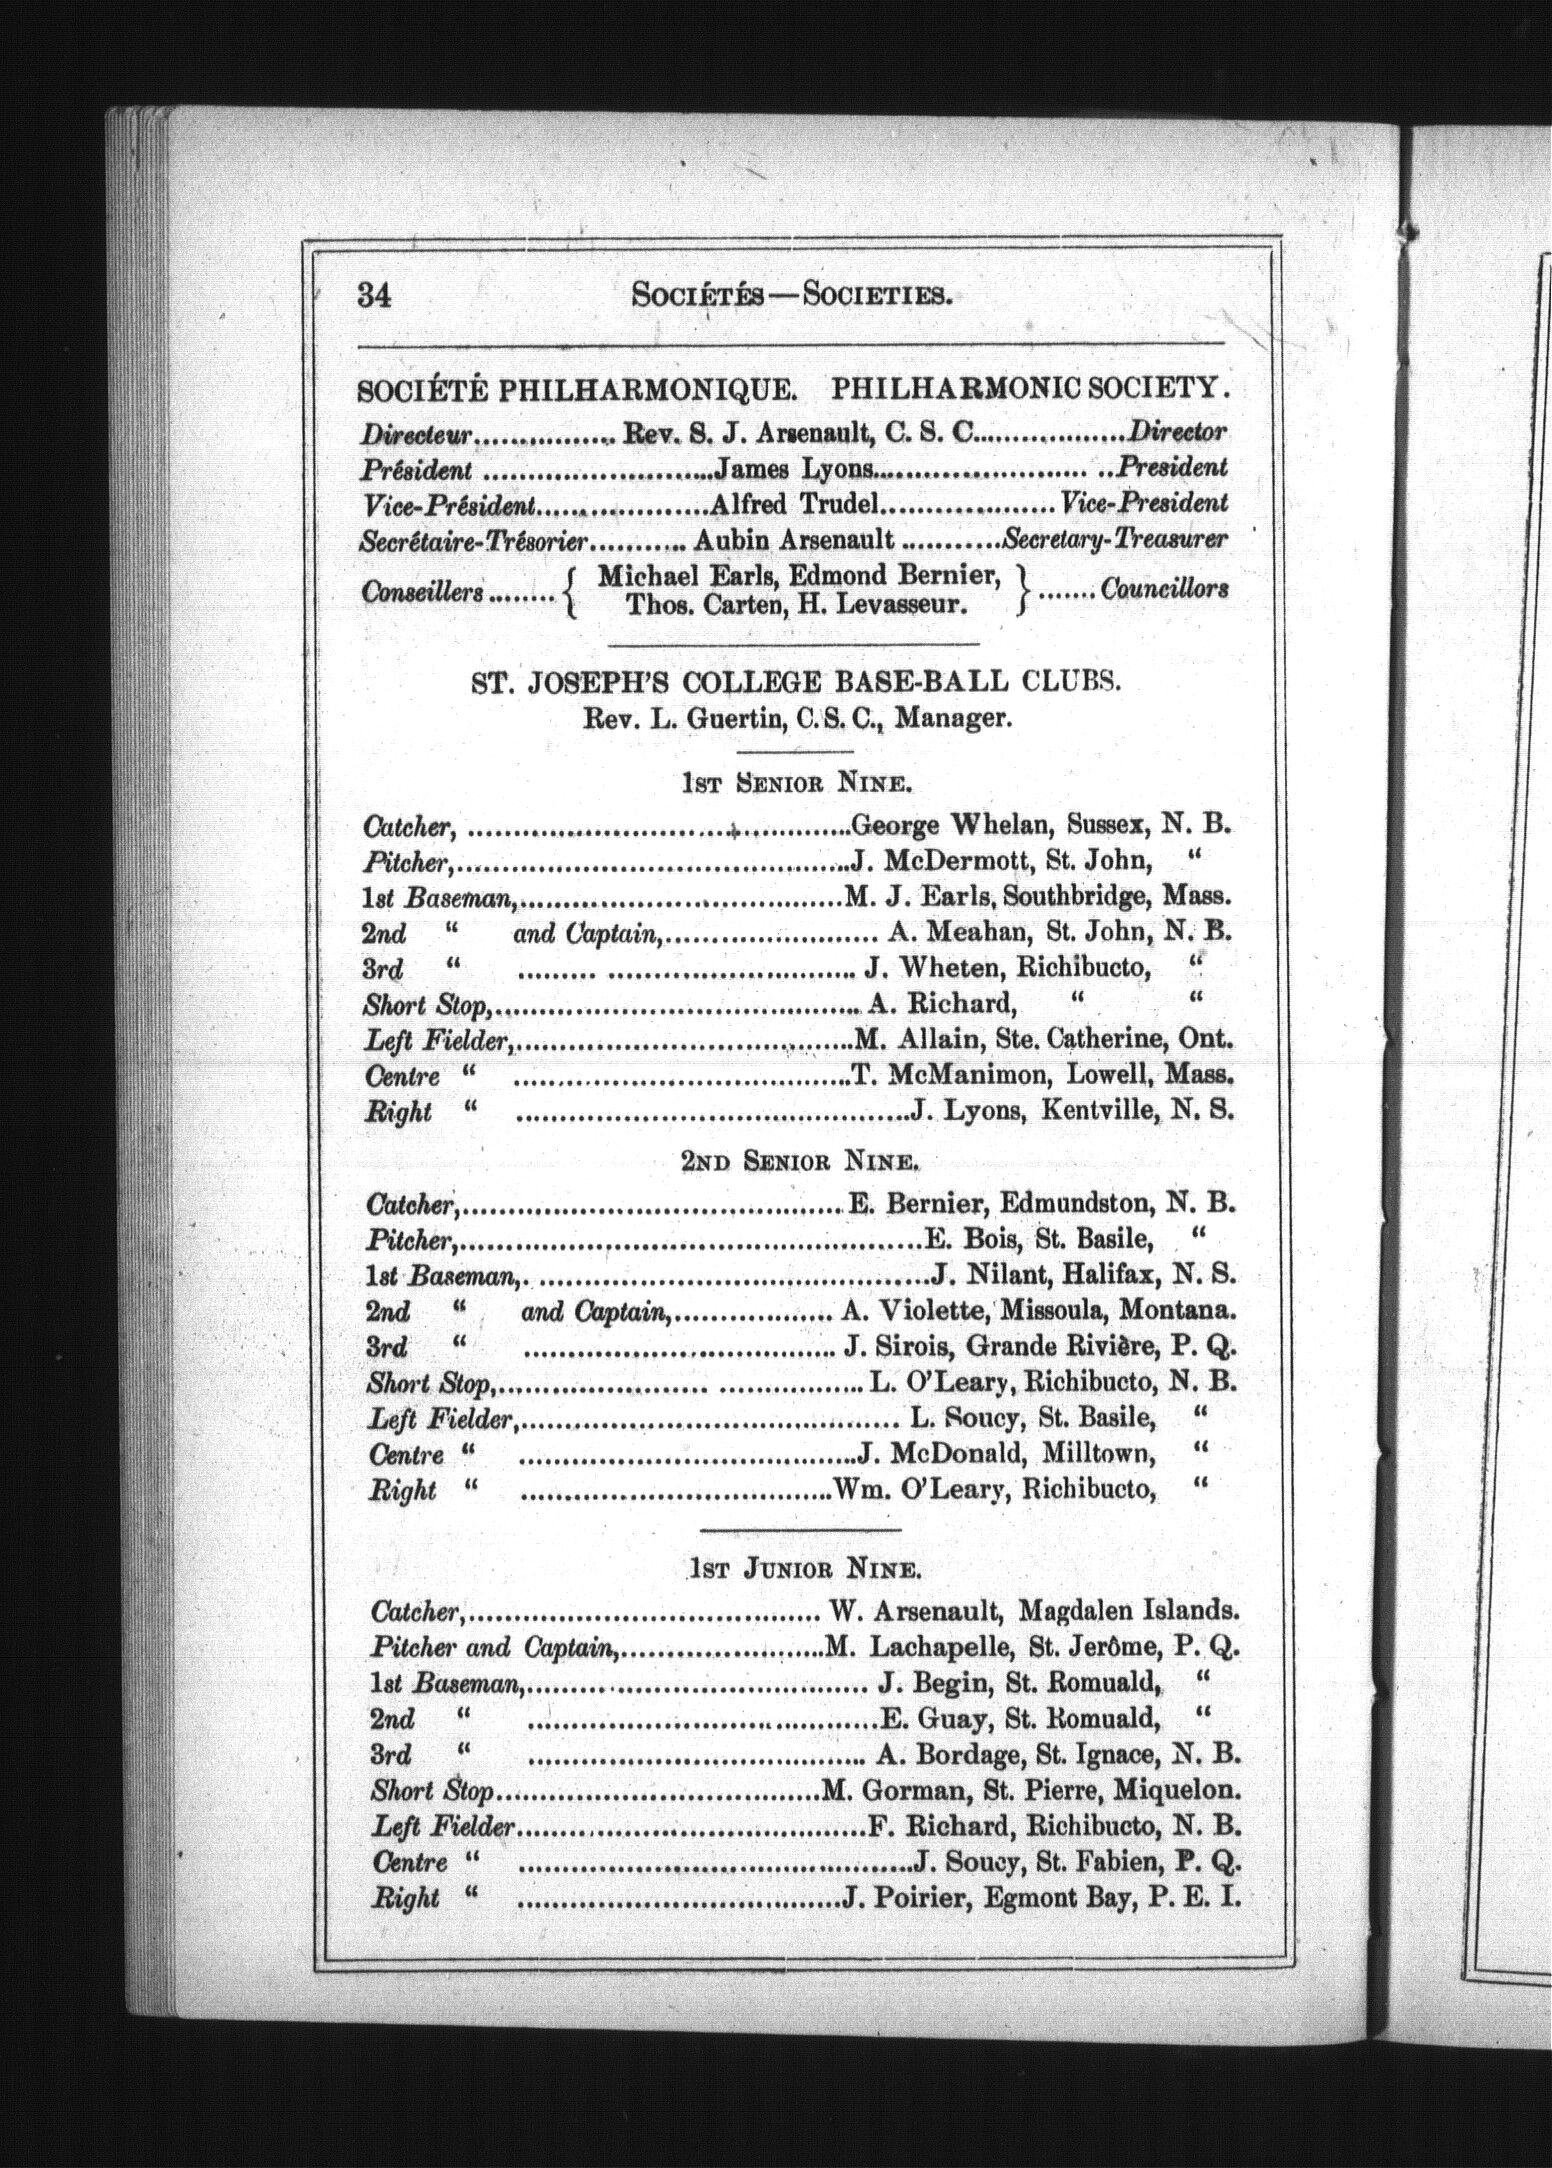 34 SOCIÉTÉS—SOCIETIES.
SOCIÉTÉ PHILHARMONIQUE. PHILHARMONIC SOCIETY.
Directeur................ Rev. S. J. Arsenault, C. S. C.................Director
Président .........................James Lyons........................ ..President
Vice-Président...................Alfred Trudel................... Vice-President
Secrétaire-Trésorier........... Aubin Arsenault ...........Secretary-Treasurer
Conseillers ........ { Michael Earls, Edmond Bernier, } ....... Councillors
Thos. Carten, H. Levasseur.
ST. JOSEPH'S COLLEGE BASE-BALL CLUBS.
Rev. L. Guertin, C. S. C., Manager.
1ST SENIOR NINE.
Catcher, ..........................................George Whelan, Sussex, N. B.
Pitcher,...........................................J. McDermott, St. John, “
1st Baseman,...................................M. J. Earls, Southbridge, Mass.
2nd “ and Captain,....................... A. Meahan, St. John, N. B.
3rd “ ......... ........................... J. Wheten, Richibucto, “
Short Stop,........................................ A. Richard, “ “
Left Fielder,.....................................M. Allain, Ste. Catherine, Ont.
Centre “ .....................................T. McManimon, Lowell, Mass.
Right “ ...........................................J. Lyons, Kentville, N. S.
2ND SENIOR NINE.
Catcher,.......................................... E. Bernier, Edmundston, N. B.
Pitcher,...................................................E. Bois, St. Basile, “
1st Baseman,. ...........................................J. Nilant, Halifax, N. S.
2nd “ and Captain,................. A. Violette, Missoula, Montana.
3rd “ .................................. J. Sirois, Grande Rivière, P. Q.
Short Stop,....................... ................ L. O'Leary, Richibucto, N. B.
Left Fielder,......................................... L. Soucy, St. Basile, “
Centre “ .....................................J. McDonald, Milltown, “
Right “ ..................................Wm. O'Leary, Richibucto, “
1ST JUNIOR NINE.
Catcher,....................................... W. Arsenault, Magdalen Islands.
Pitcher and Captain,......................M. Lachapelle, St. Jerôme, P. Q.
1st Baseman,..................................... J. Begin, St. Romuald, “
2nd “ ......................................E. Guay, St. Romuald, “
3rd “ ..................................... A. Bordage, St. Ignace, N. B.
Short Stop...................................M. Gorman, St. Pierre, Miquelon.
Left Fielder......................................F. Richard, Richibucto, N. B.
Centre “ ...........................................J. Soucy, St. Fabien, P. Q.
Right “ ...................................J. Poirier, Egmont Bay, P. E. I.